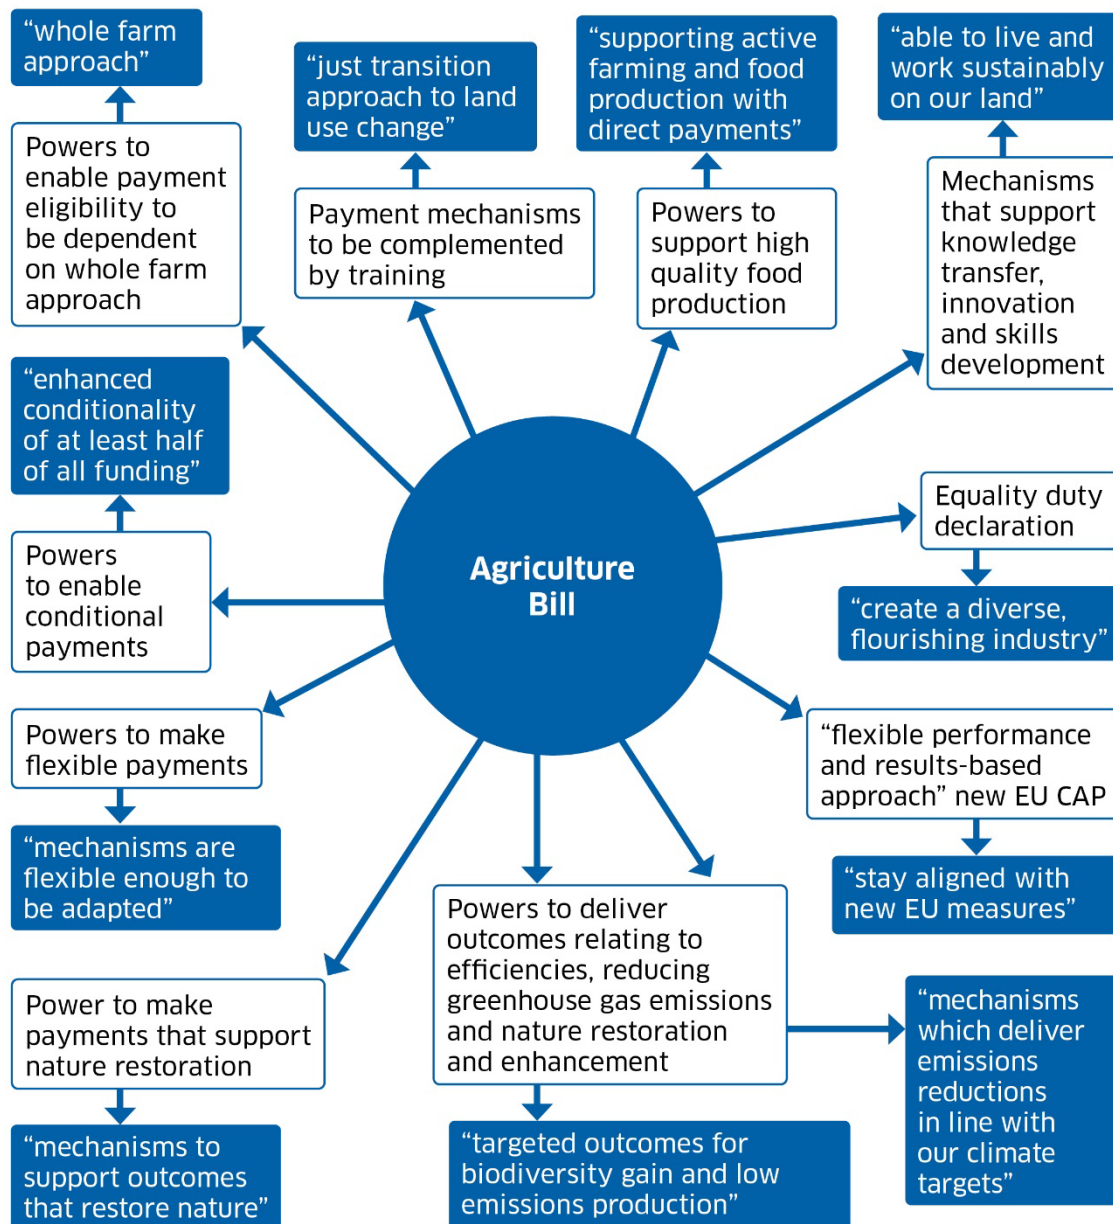 “whole farm
approach”
Powers to
enable payment
eligibility to
be dependent
on whole farm
approach
“just transition
approach to land
use change”
Payment mechanisms
to be complemented
by training
“supporting active
farming and food
production with
direct payments”
Powers to
support high
quality food
production
“able to live and
work sustainably
on our land”
Mechanisms
that support
knowledge
transfer,
innovation
and skills
development
“enhanced
conditionality
of at least half
of all funding”
Powers
to enable
conditional
payments
Agriculture
Bill
Equality duty
declaration
“create a diverse,
flourishing industry”
Powers to make
flexible payments
“mechanisms are
flexible enough to
be adapted”
“flexible performance
and results-based
approach” new EU CAP
“stay aligned with
new EU measures”
Power to make
payments that support
nature restoration
“mechanisms to
support outcomes
that restore nature”
Powers to deliver
outcomes relating to
efficiencies, reducing
greenhouse gas emissions
and nature restoration
and enhancement
“targeted outcomes for
biodiversity gain and low
emissions production”
“mechanisms
which deliver
emissions
reductions
in line with
our climate
targets”